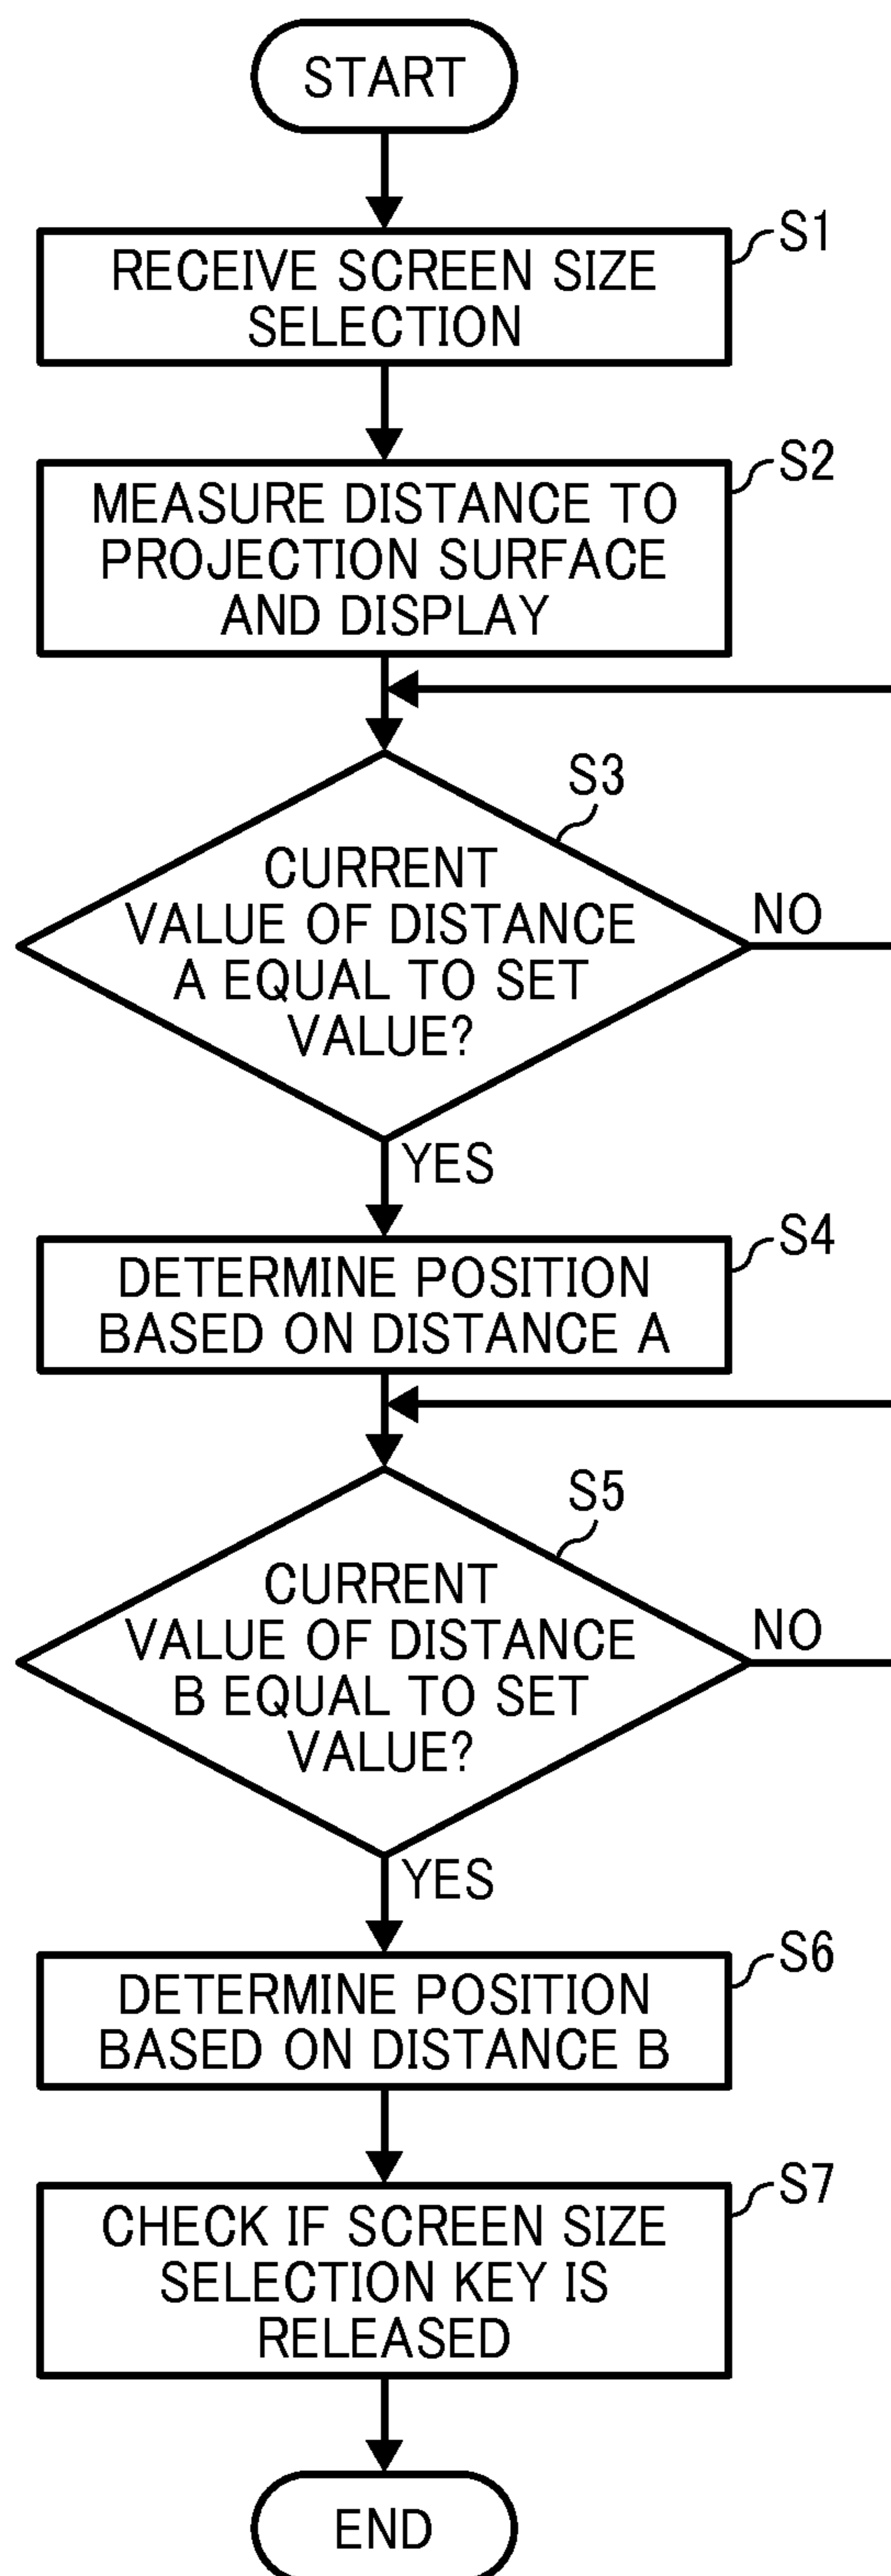 START
S1
RECEIVE SCREEN SIZE
SELECTION
S2
MEASURE DISTANCE TO
PROJECTION SURFACE
AND DISPLAY
S3
CURRENT
VALUE OF DISTANCE
A EQUAL TO SET
VALUE?
NO
YES
S4
DETERMINE POSITION
BASED ON DISTANCE A
S5
CURRENT
VALUE OF DISTANCE
B EQUAL TO SET
VALUE?
NO
YES
S6
DETERMINE POSITION
BASED ON DISTANCE B
S7
CHECK IF SCREEN SIZE
SELECTION KEY IS
RELEASED
END